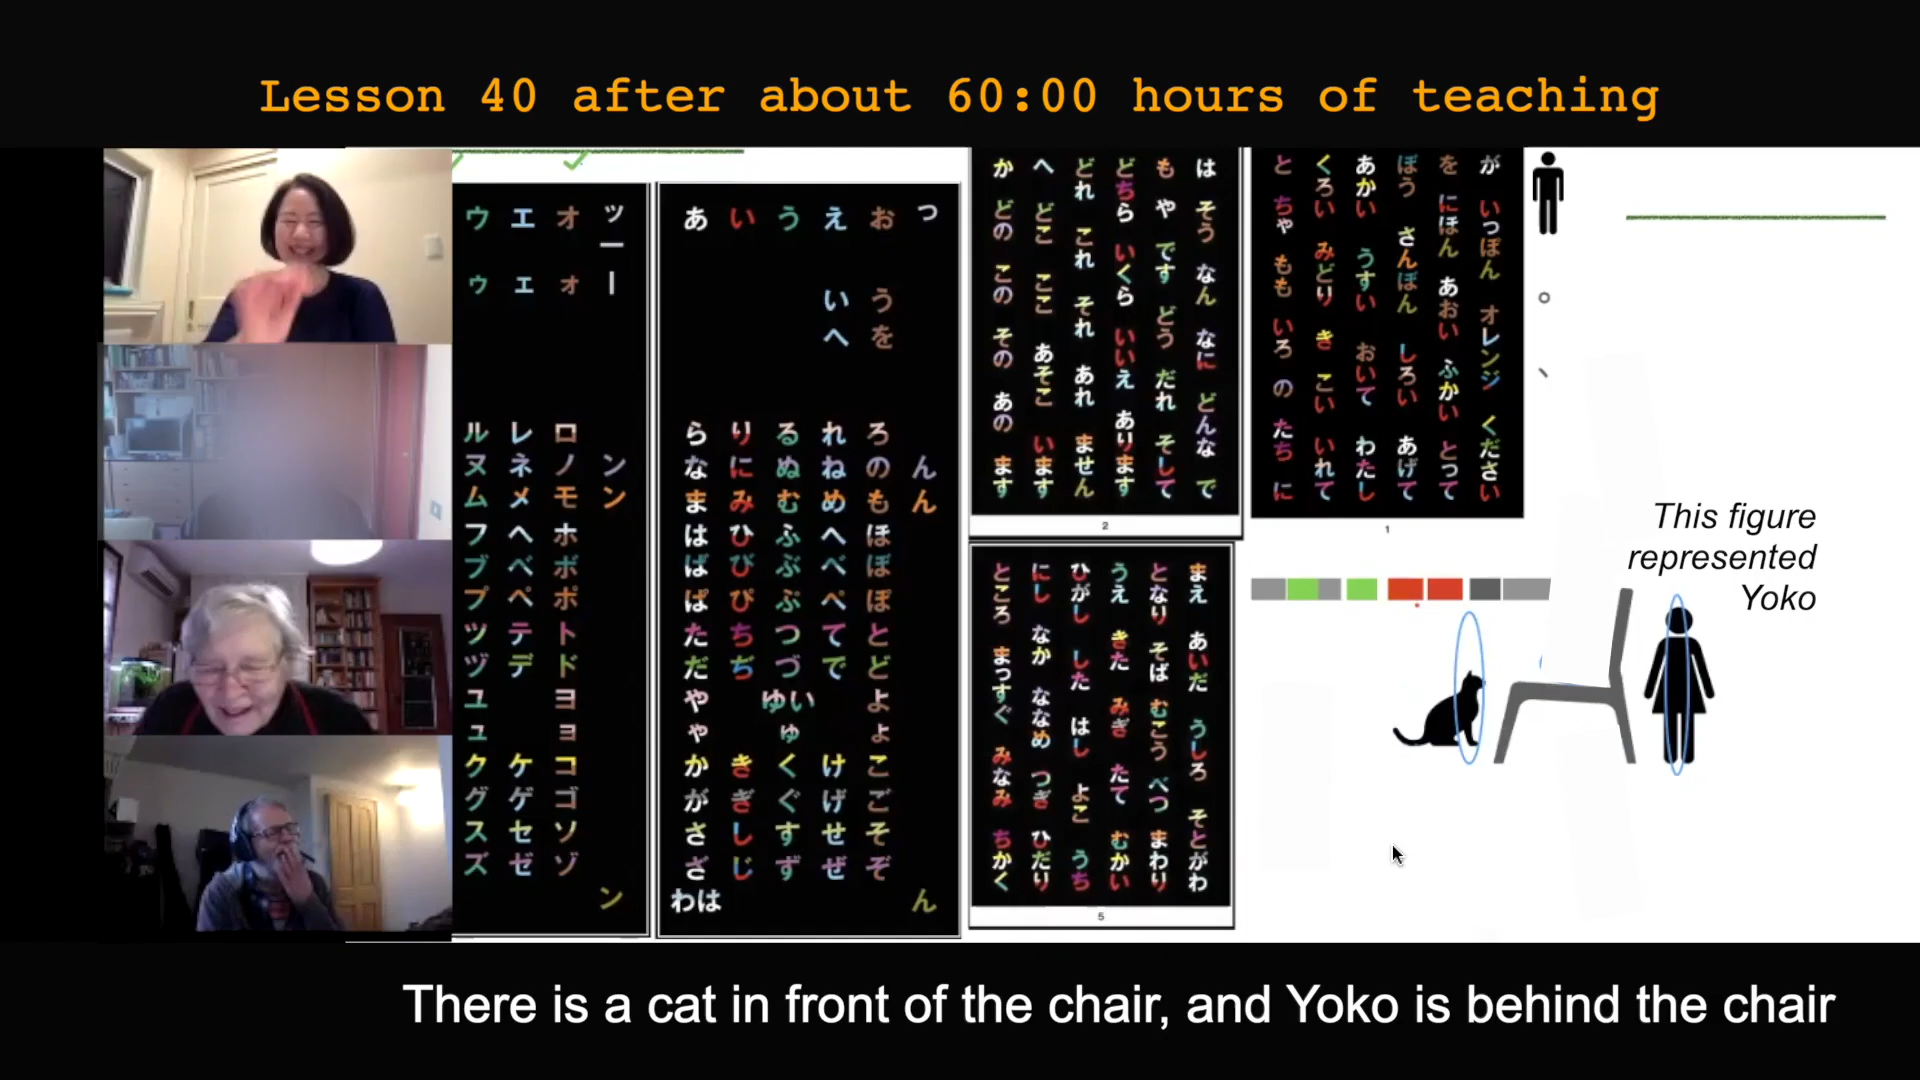 Lesson 40 after about 60:00 hours of teaching
ウ エ オ ッ
ー
ゥ ェ ォ ー
ル レ ロ
ヌ ネ ノ ン
ム メ モ ン
フ ヘ ホ
ブ ベ ボ
プ ペ ポ
ツ テ ト
ヅ デ ド
ユ ヨ
ュ ョ
ク ケ コ
グ ゲ ゴ
ス セ ソ
ズ ゼ ゾ
ン
あ い う え お っ
い う
へ を
ら り る れ ろ
な に ぬ ね の ん
ま み む め も ん
は ひ ふ へ ほ
ば び ぶ べ ぼ
ぱ ぴ ぷ ぺ ぽ
た ち つ て と
だ ぢ づ で ど
や ゆい よ
ゃ ゅ ょ
か き く け こ
が ぎ ぐ げ ご
さ し す せ そ
ざ じ ず ぜ ぞ
わは ん
は そう なん なに どんな で
も や です どう だれ そして
どちら いくら いいえ あります
どれ これ それ あれ ません
へ どこ ここ あそこ います
か どの この その あの ます
2
が いっぽん オレンジ ください
を にほん あおい ふかい とって
ぼう さんぼん しろい あげて
あかい うすい おいて わたし
くろい みどり き こい いれて
と ちゃ もも いろ の たち に
1
。
、
まえ あいだ うしろ そとがわ
となり そば むこう べつ まわり
うえ きた みぎ たて むかい
ひがし した はし よこ うち
にし なか ななめ つぎ ひだり
ところ まっすぐ みなみ ちかく
5
This figure
represented
Yoko
There is a cat in front of the chair, and Yoko is behind the chair